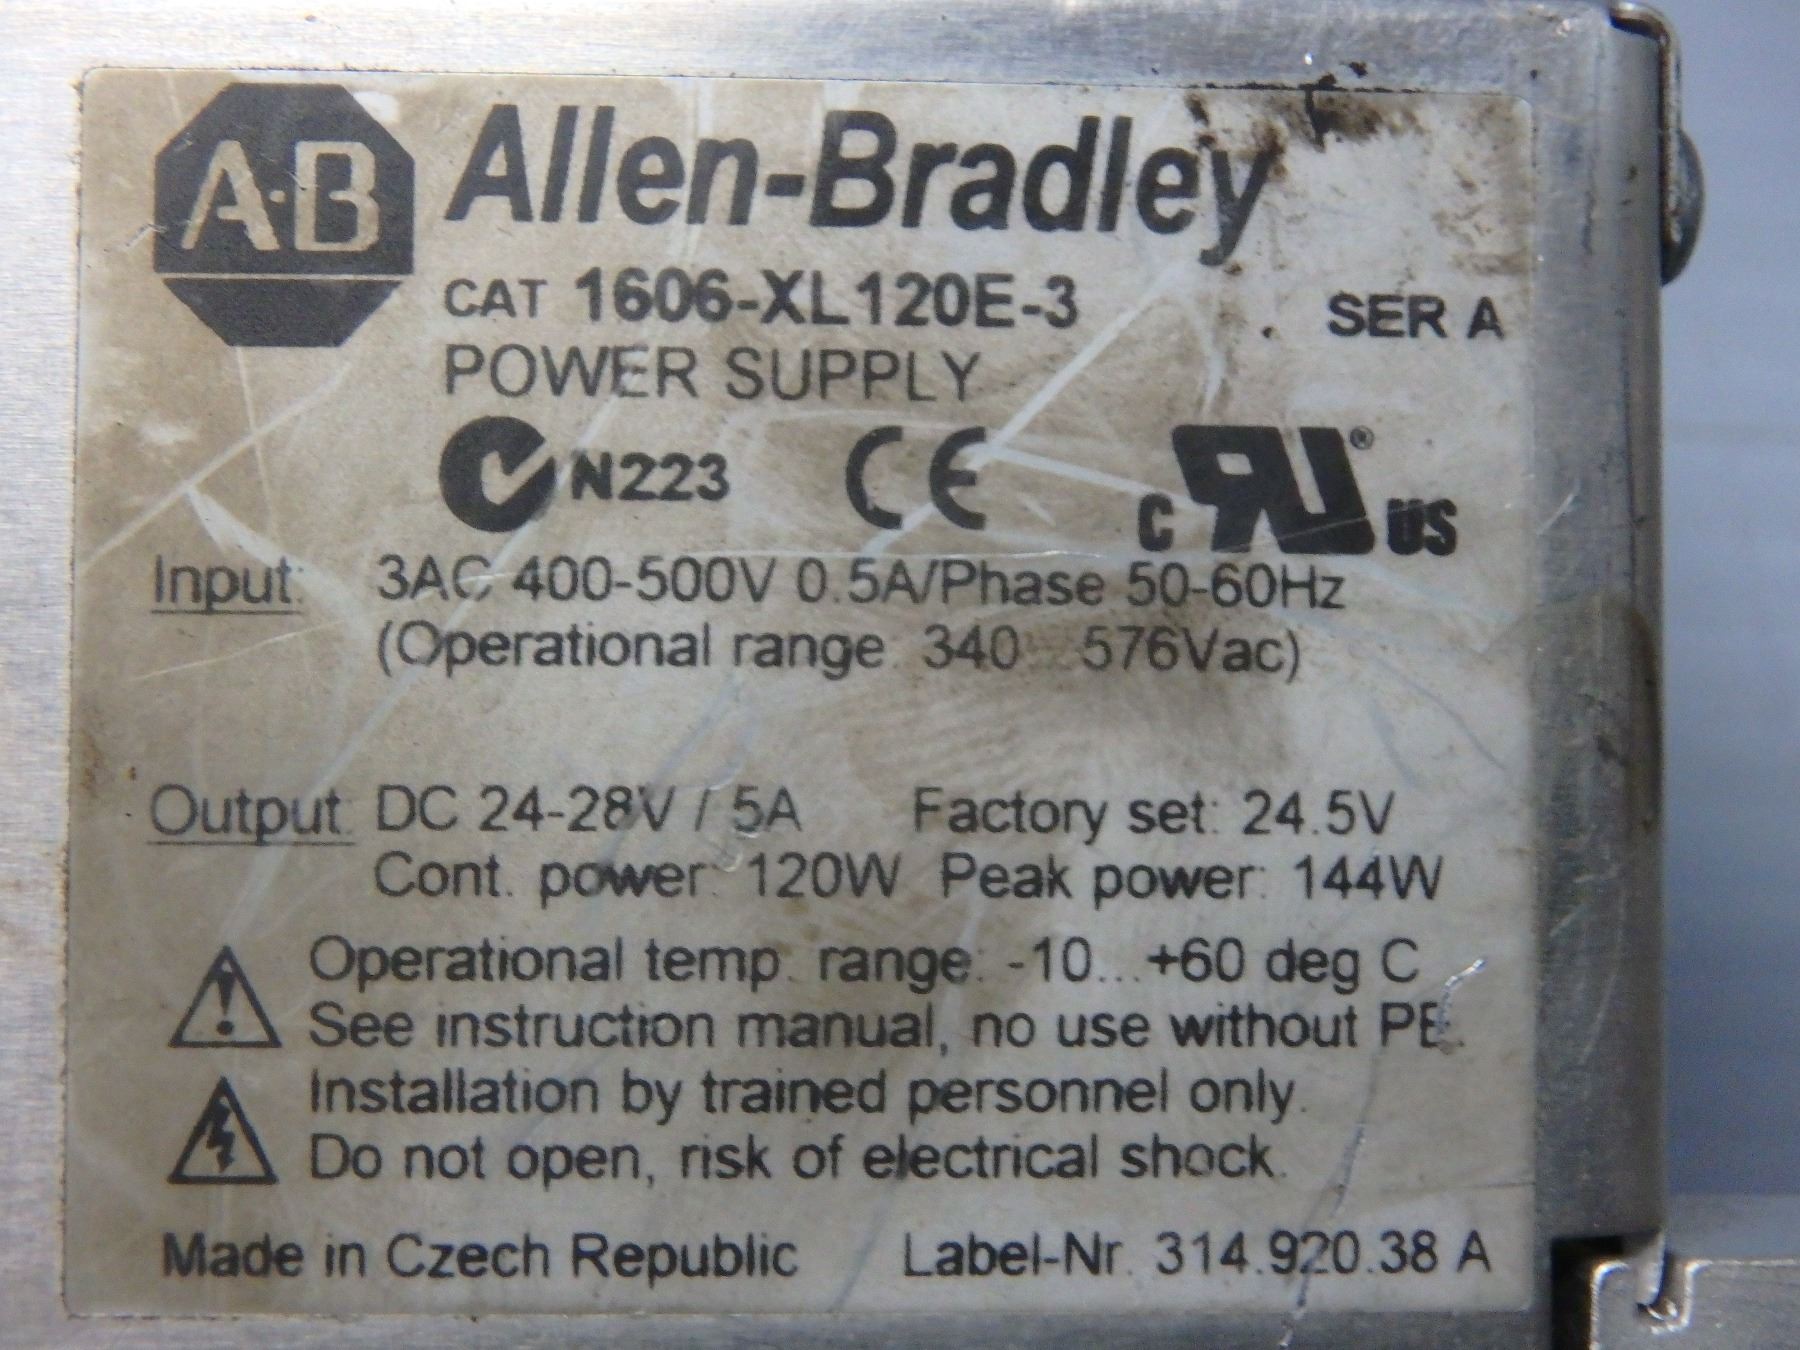 A-B Allen-Bradley
CAT 1606-XL120E-3 SER A
POWER SUPPLY
N223 CE c RU ® US
Input: 3AC 400-500V 0.5A/Phase 50-60Hz
(Operational range: 340 576Vac)
Output: DC 24-28V / 5A Factory set: 24.5V
Cont. power: 120W Peak power: 144W
Operational temp. range: -10...+60 deg C
See instruction manual, no use without PE.
Installation by trained personnel only.
Do not open, risk of electrical shock.
Made in Czech Republic Label-Nr. 314.920.38 A